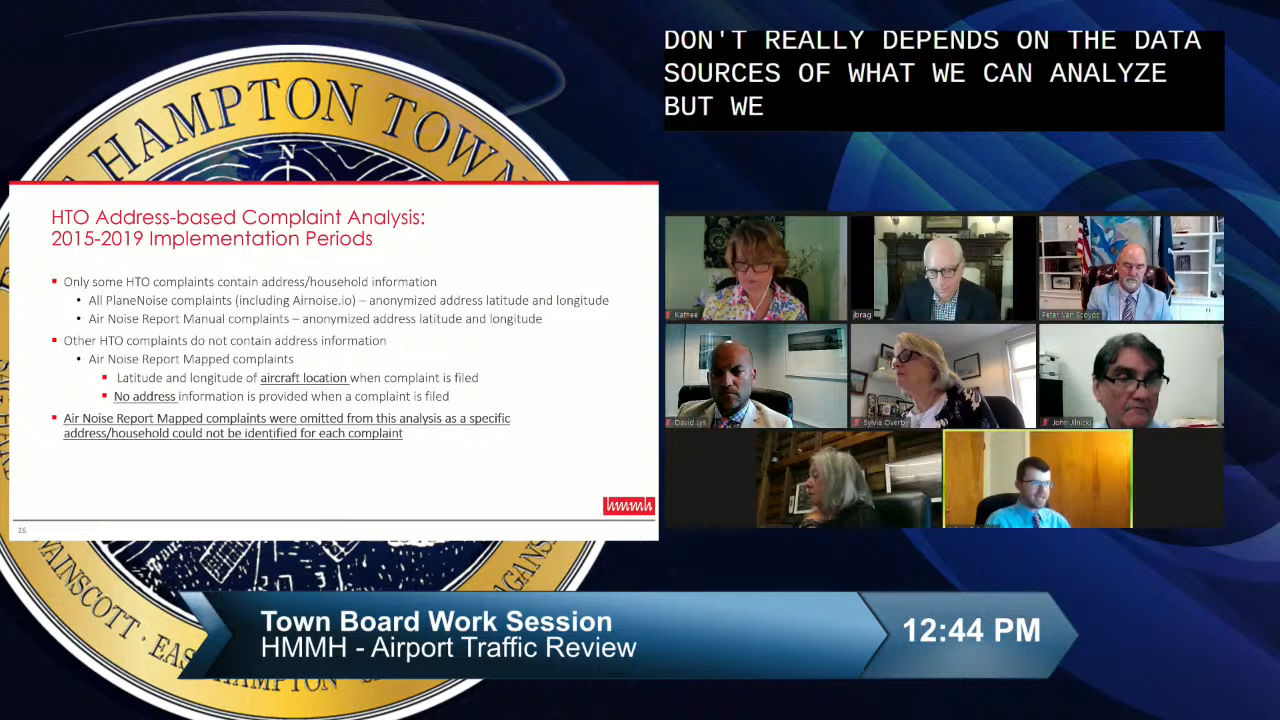 DON'T REALLY DEPENDS ON THE DATA
SOURCES OF WHAT WE CAN ANALYZE
BUT WE
HAMPTON TOWN
N
HTO Address-based Complaint Analysis:
2015-2019 Implementation Periods
▪ Only some HTO complaints contain address/household information
• All PlaneNoise complaints (including Airnoise.io) – anonymized address latitude and longitude
• Air Noise Report Manual complaints – anonymized address latitude and longitude
▪ Other HTO complaints do not contain address information
• Air Noise Report Mapped complaints
▪ Latitude and longitude of aircraft location when complaint is filed
▪ No address information is provided when a complaint is filed
▪ Air Noise Report Mapped complaints were omitted from this analysis as a specific
address/household could not be identified for each complaint
hmmh
26
Kathee
jbrag
Peter Van Scoyoc
David Lys
Sylvia Overby
John Jilnicki
WAINSCOTT · EAS
HAMPTON
Town Board Work Session
HMMH - Airport Traffic Review
12:44 PM